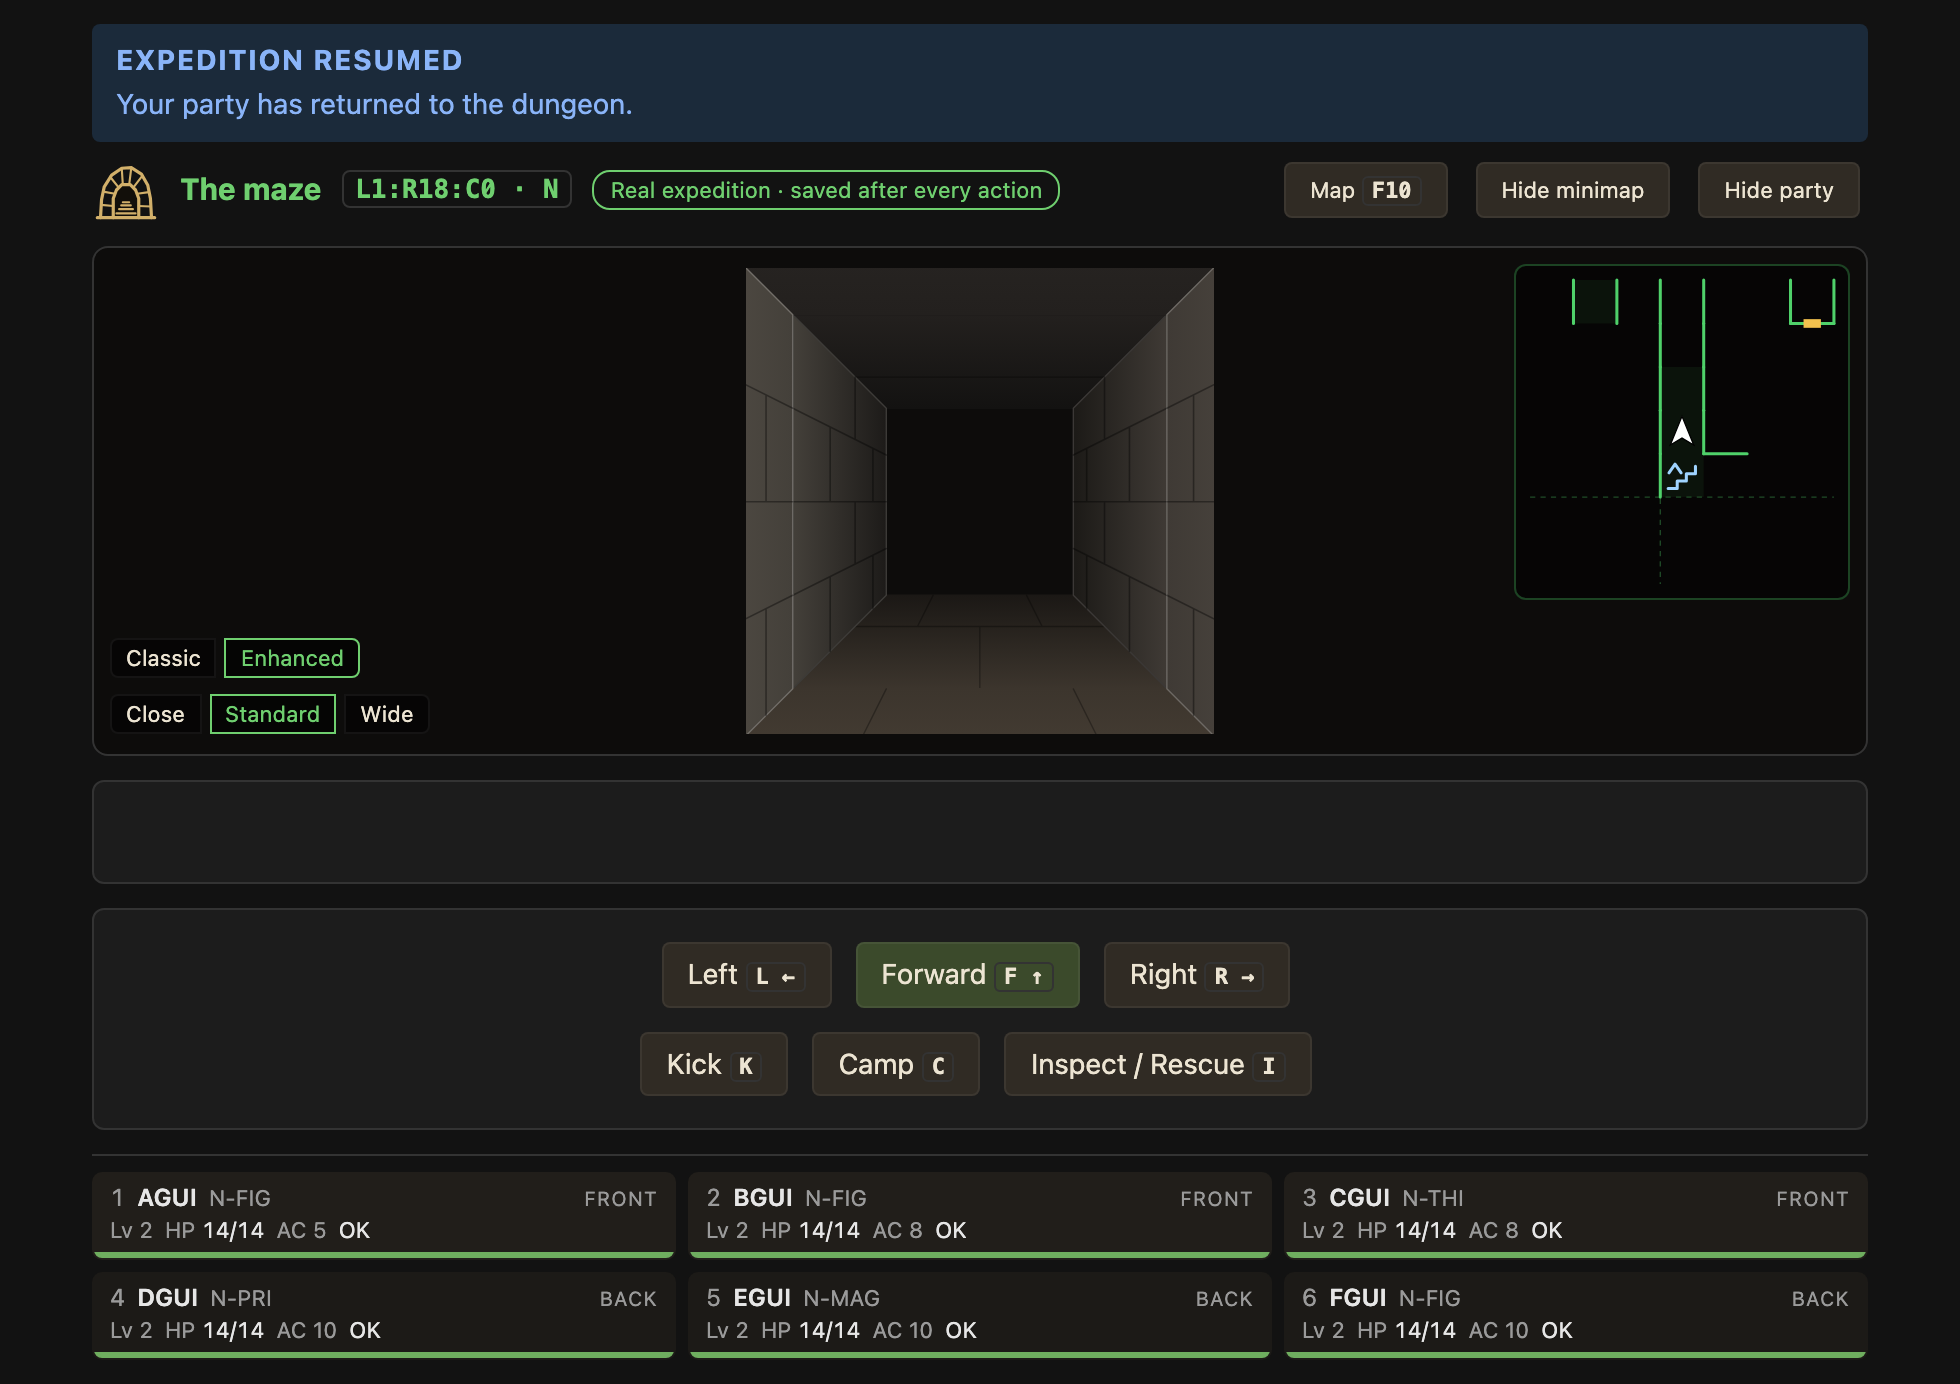 EXPEDITION RESUMED
Your party has returned to the dungeon.
The maze L1:R18:C0 · N Real expedition · saved after every action Map F10 Hide minimap Hide party
Classic Enhanced
Close Standard Wide
Left L ← Forward F ↑ Right R →
Kick K Camp C Inspect / Rescue I
1 AGUI N-FIG FRONT
Lv 2 HP 14/14 AC 5 OK
2 BGUI N-FIG FRONT
Lv 2 HP 14/14 AC 8 OK
3 CGUI N-THI FRONT
Lv 2 HP 14/14 AC 8 OK
4 DGUI N-PRI BACK
Lv 2 HP 14/14 AC 10 OK
5 EGUI N-MAG BACK
Lv 2 HP 14/14 AC 10 OK
6 FGUI N-FIG BACK
Lv 2 HP 14/14 AC 10 OK